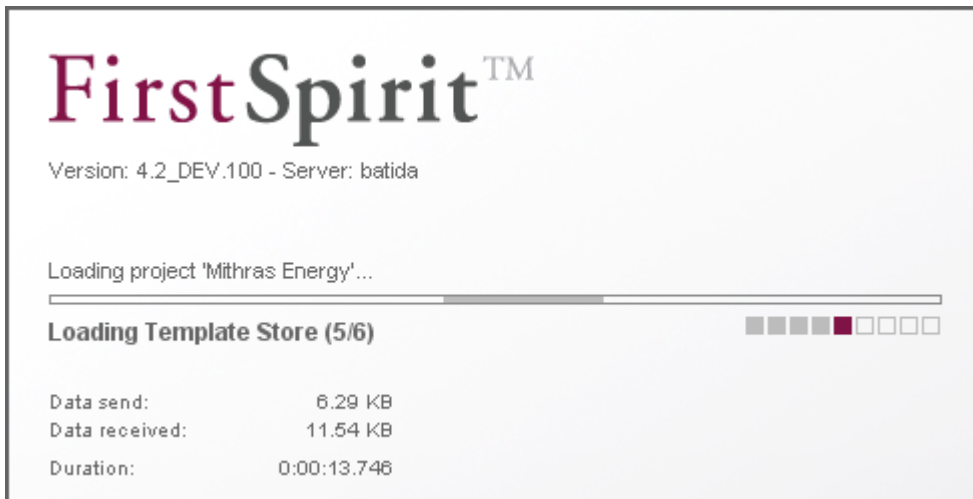 FirstSpirit™
Version: 4.2_DEV.100 - Server: batida
Loading project 'Mithras Energy'...
Loading Template Store (5/6)
Data send: 6.29 KB
Data received: 11.54 KB
Duration: 0:00:13.746